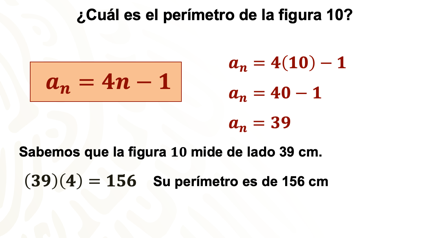 ¿Cuál es el perímetro de la figura 10?
aₙ = 4n − 1
aₙ = 4(10) − 1
aₙ = 40 − 1
aₙ = 39
Sabemos que la figura 10 mide de lado 39 cm.
(39)(4) = 156 Su perímetro es de 156 cm